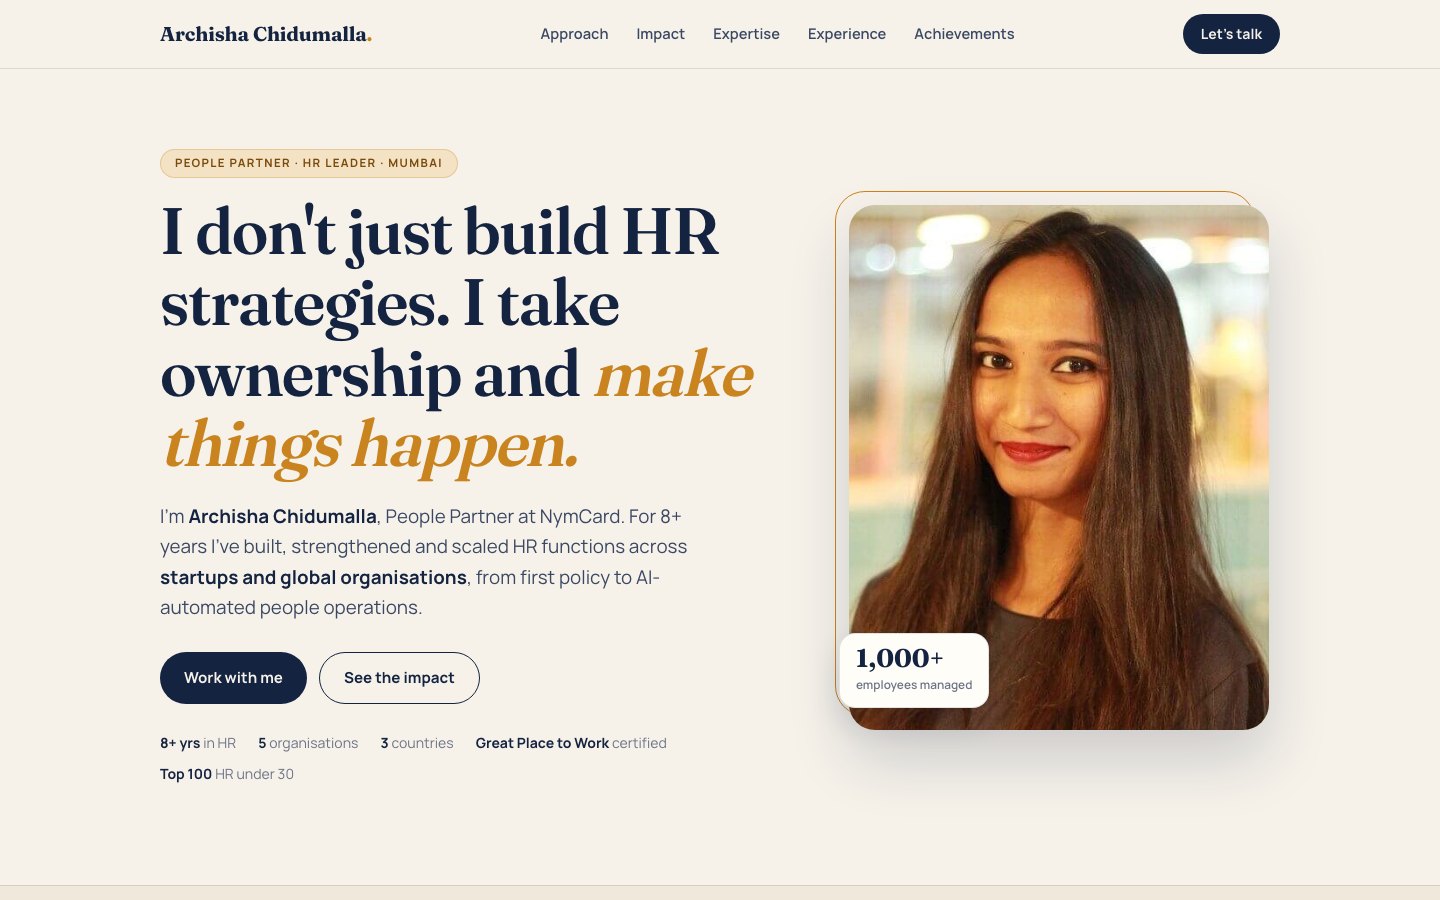 Archisha Chidumalla.
Approach
Impact
Expertise
Experience
Achievements
Let's talk
PEOPLE PARTNER · HR LEADER · MUMBAI
I don't just build HR
strategies. I take
ownership and make
things happen.
I'm Archisha Chidumalla, People Partner at NymCard. For 8+
years I've built, strengthened and scaled HR functions across
startups and global organisations, from first policy to AI-
automated people operations.
Work with me
See the impact
8+ yrs in HR
5 organisations
3 countries
Great Place to Work certified
Top 100 HR under 30
1,000+
employees managed